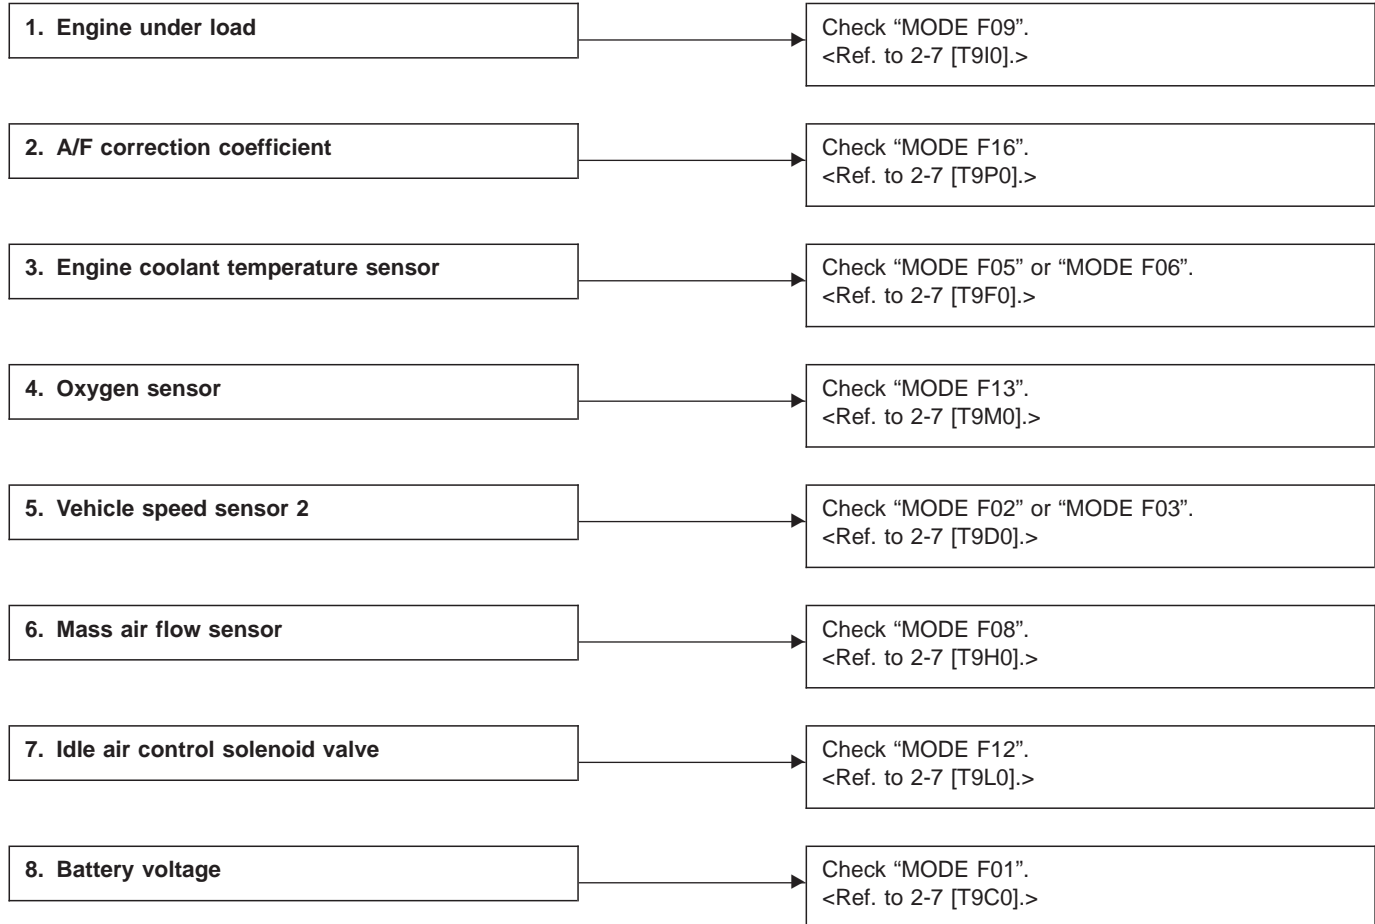 1. Engine under load
Check “MODE F09”.
<Ref. to 2-7 [T9I0].>
2. A/F correction coefficient
Check “MODE F16”.
<Ref. to 2-7 [T9P0].>
3. Engine coolant temperature sensor
Check “MODE F05” or “MODE F06”.
<Ref. to 2-7 [T9F0].>
4. Oxygen sensor
Check “MODE F13”.
<Ref. to 2-7 [T9M0].>
5. Vehicle speed sensor 2
Check “MODE F02” or “MODE F03”.
<Ref. to 2-7 [T9D0].>
6. Mass air flow sensor
Check “MODE F08”.
<Ref. to 2-7 [T9H0].>
7. Idle air control solenoid valve
Check “MODE F12”.
<Ref. to 2-7 [T9L0].>
8. Battery voltage
Check “MODE F01”.
<Ref. to 2-7 [T9C0].>